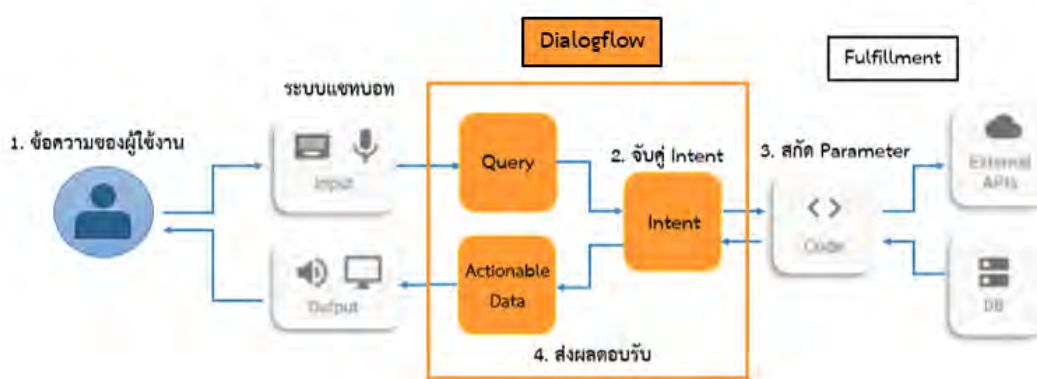 Dialogflow
Fulfillment
ระบบแชทบอท
1. ข้อความของผู้ใช้งาน
Input
Query
2. จับคู่ Intent
3. สกัด Parameter
External
APIs
Intent
Code
Output
Actionable
Data
DB
4. ส่งผลตอบรับ